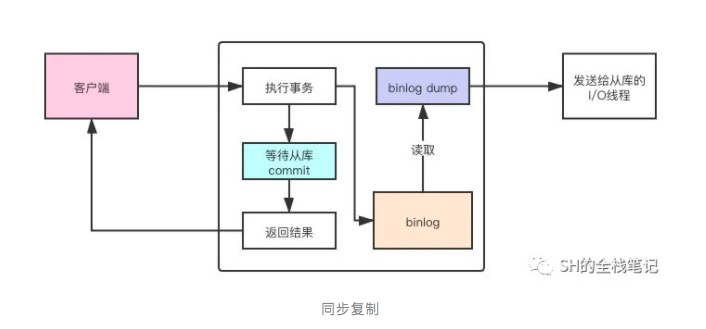 客户端
执行事务
binlog dump
发送给从库的
I/O线程
等待从库
commit
读取
返回结果
binlog
SH的全栈笔记
同步复制